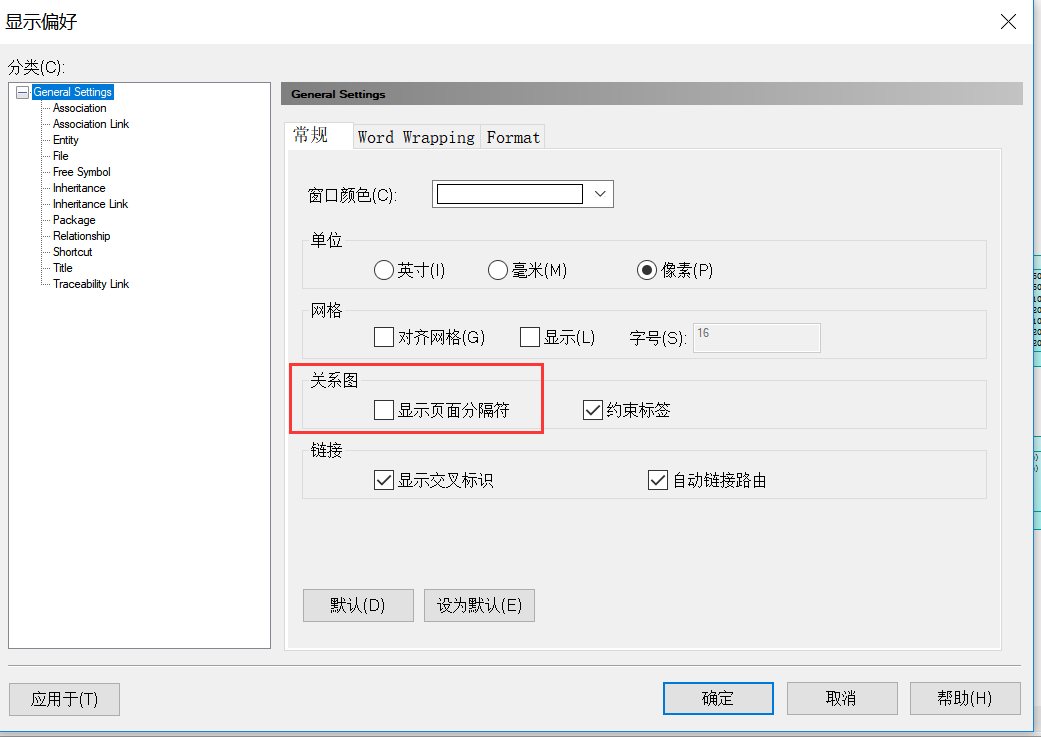 显示偏好
分类(C):
General Settings
Association
Association Link
Entity
File
Free Symbol
Inheritance
Inheritance Link
Package
Relationship
Shortcut
Title
Traceability Link
General Settings
常规 Word Wrapping Format
窗口颜色(C):
单位
英寸(I) 毫米(M) 像素(P)
网格
对齐网格(G) 显示(L) 字号(S): 16
关系图
显示页面分隔符 约束标签
链接
显示交叉标识 自动链接路由
默认(D) 设为默认(E)
应用于(T) 确定 取消 帮助(H)